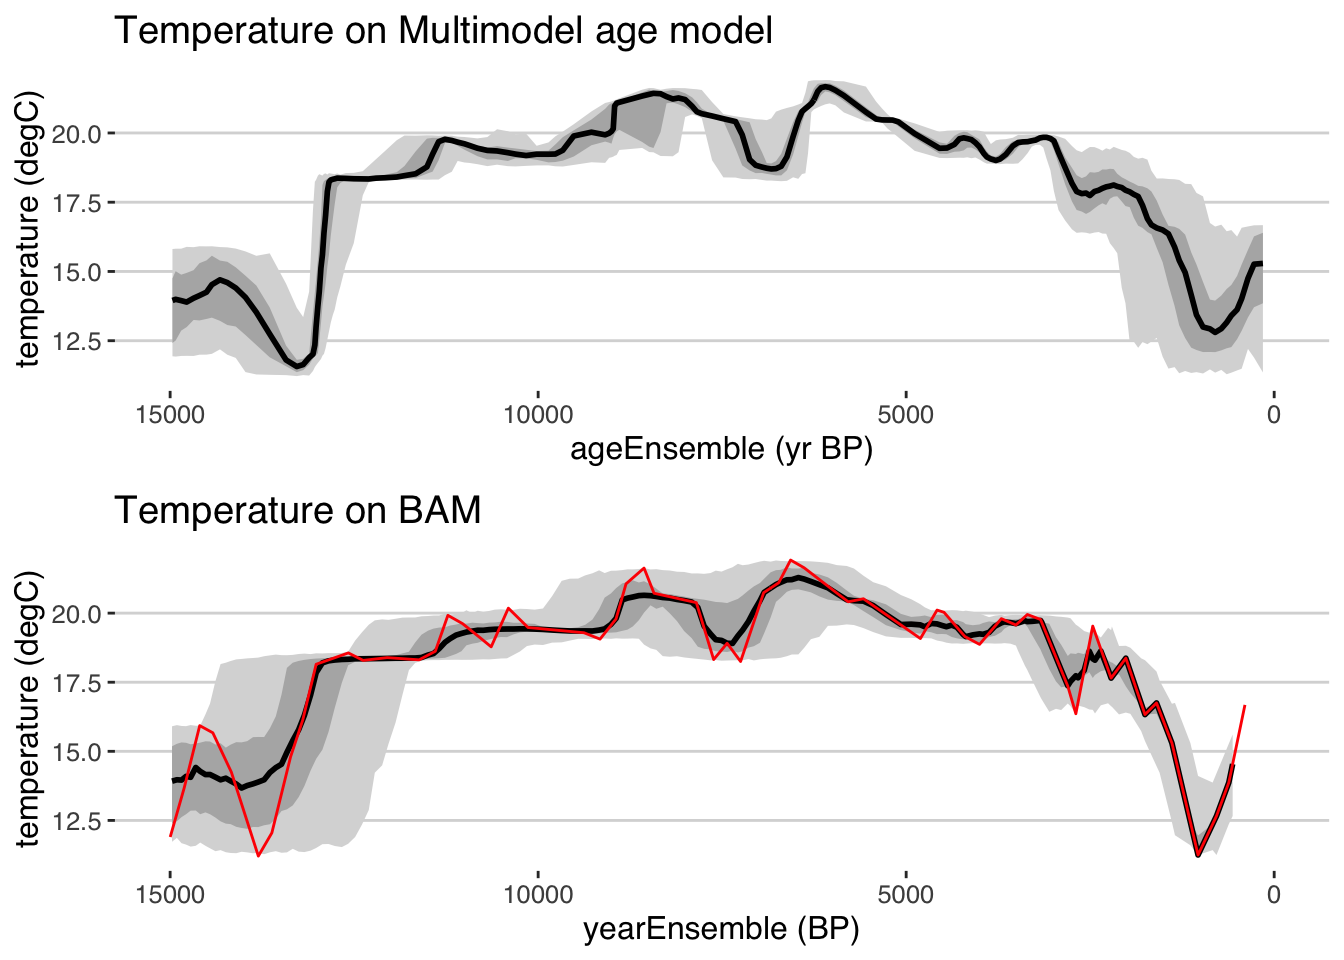 Temperature on Multimodel age model
temperature (degC)
20.0
17.5
15.0
12.5
15000 10000 5000 0
ageEnsemble (yr BP)
Temperature on BAM
temperature (degC)
20.0
17.5
15.0
12.5
15000 10000 5000 0
yearEnsemble (BP)